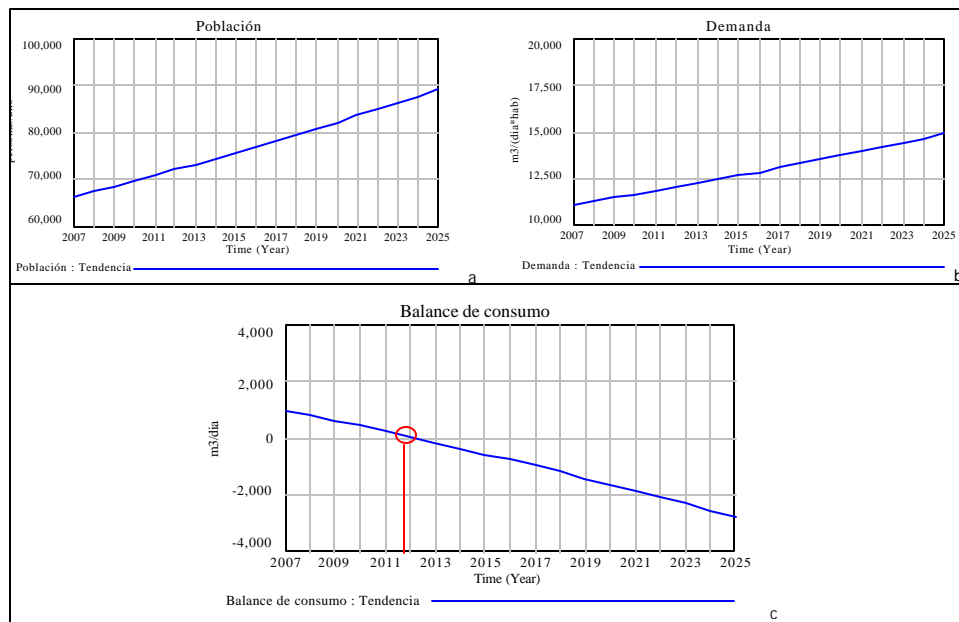 Población
100,000
90,000
80,000
70,000
60,000
2007 2009 2011 2013 2015 2017 2019 2021 2023 2025
Time (Year)
Población : Tendencia
a
Demanda
m3/(dia*hab)
20,000
17,500
15,000
12,500
10,000
2007 2009 2011 2013 2015 2017 2019 2021 2023 2025
Time (Year)
Demanda : Tendencia
b
Balance de consumo
m3/dia
4,000
2,000
0
-2,000
-4,000
2007 2009 2011 2013 2015 2017 2019 2021 2023 2025
Time (Year)
Balance de consumo : Tendencia
c